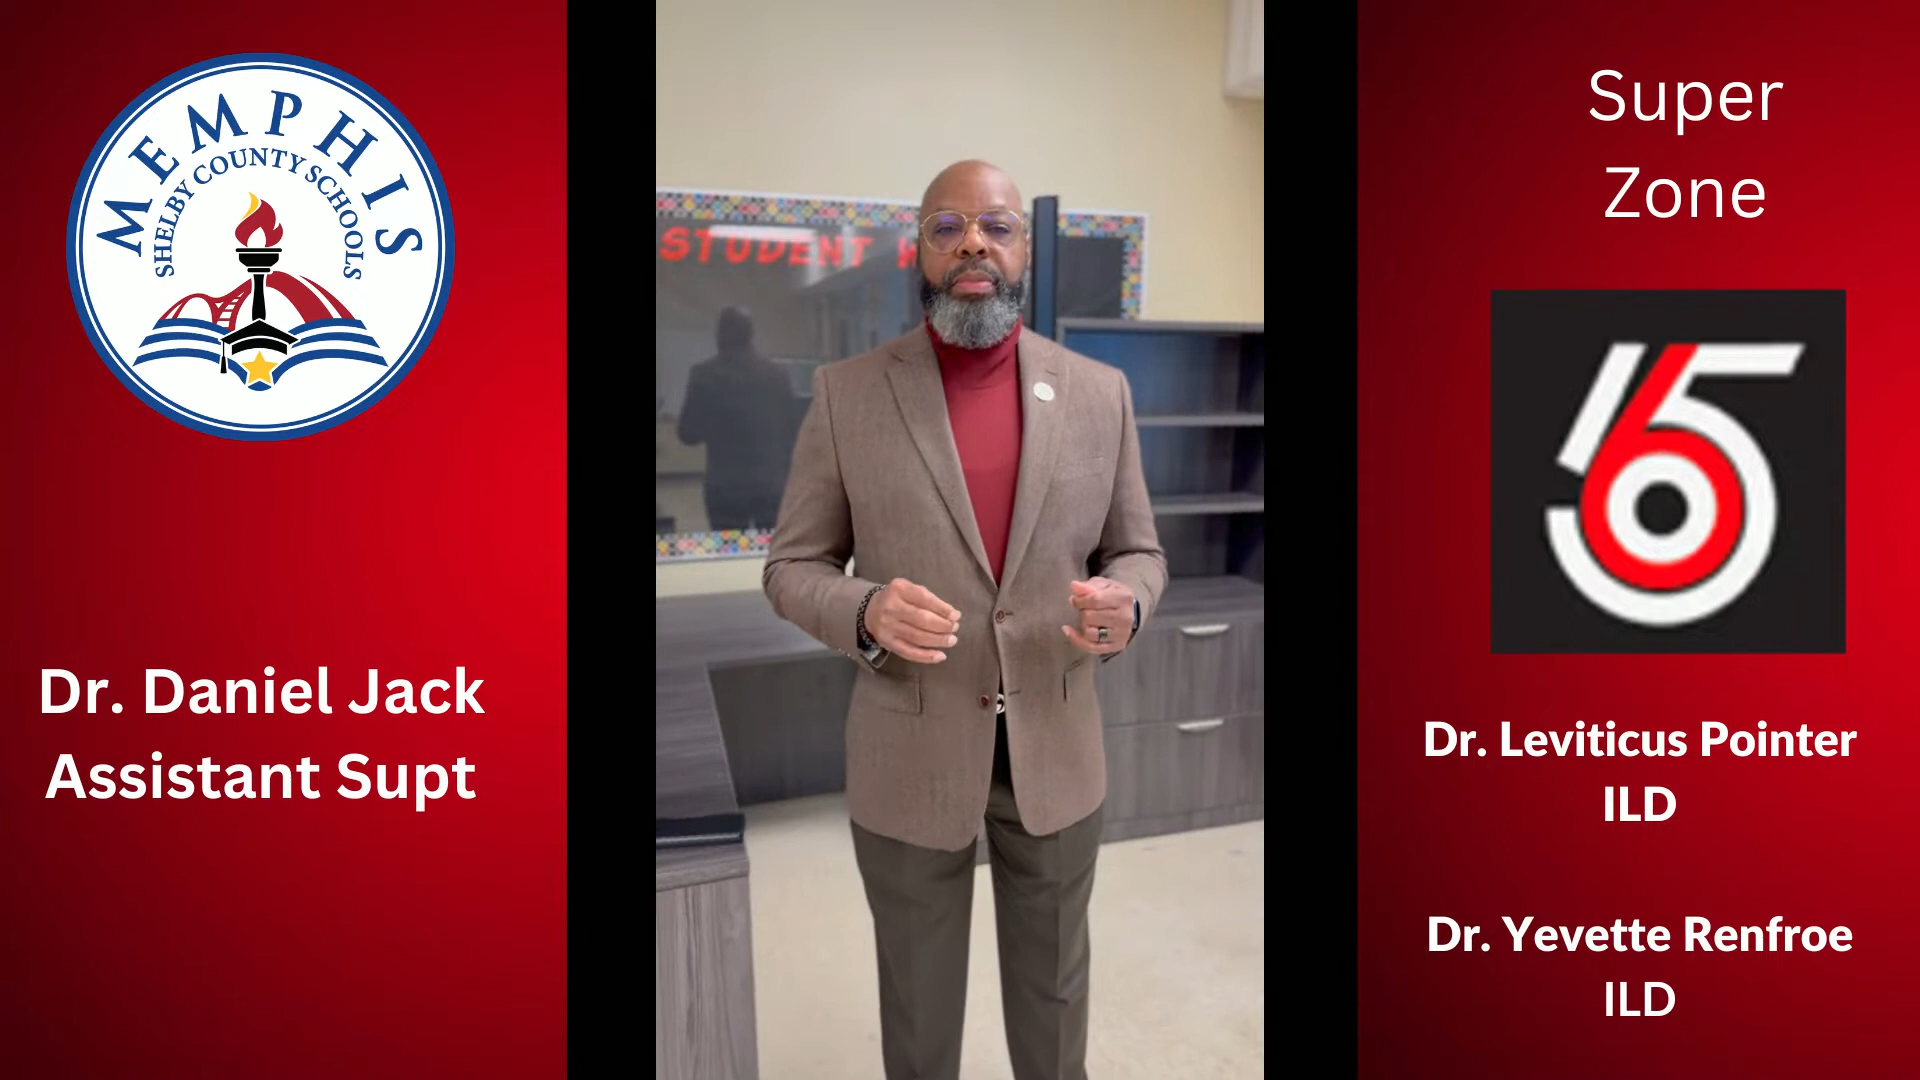 MEMPHIS
SHELBY COUNTY SCHOOLS
Dr. Daniel Jack
Assistant Supt
STUDENT
Super
Zone
56
Dr. Leviticus Pointer
ILD
Dr. Yevette Renfroe
ILD